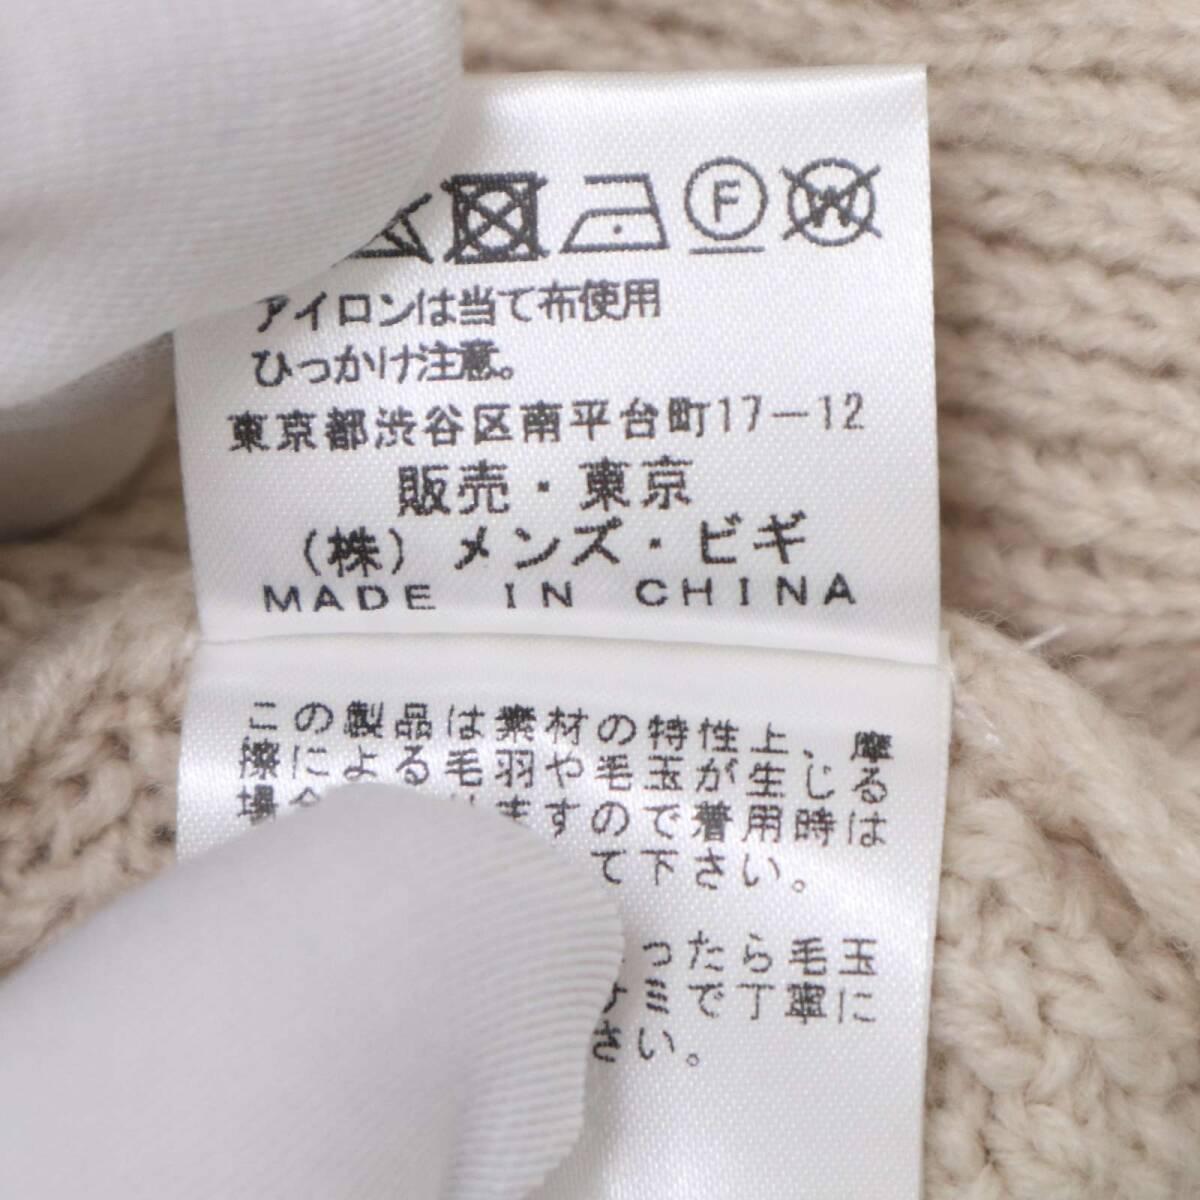 F W
アイロンは当て布使用
ひっかけ注意。
東京都渋谷区南平台町17-12
販売・東京
(株) メンズ・ビギ
MADE IN CHINA
この製品は素材の特性上、摩
擦による毛羽や毛玉が生じる
場合 ますので着用時は
て下さい。
ったら毛玉
ミで丁寧に
さい。